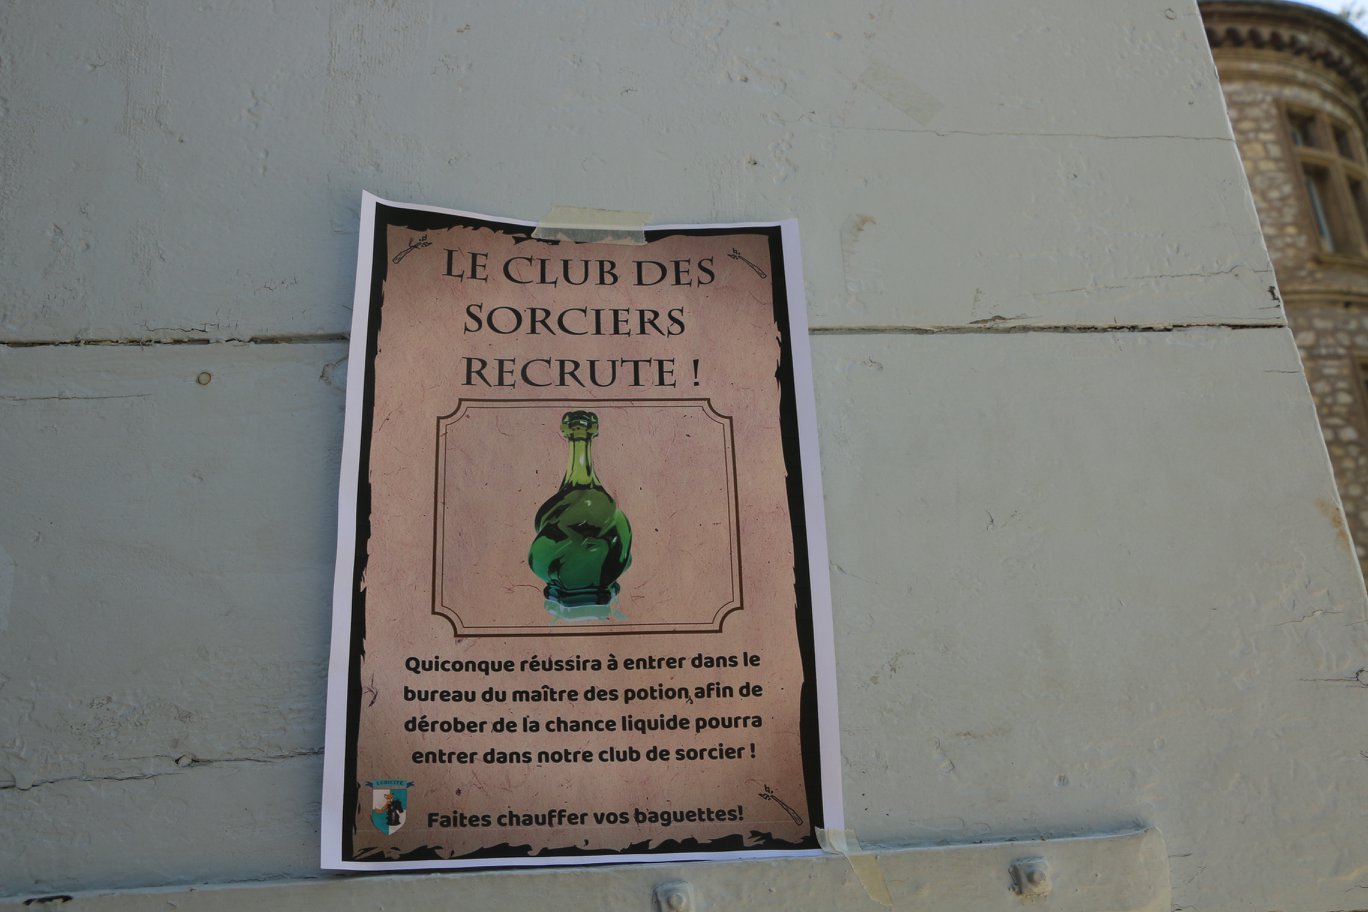 LE CLUB DES
SORCIERS
RECRUTE !
Quiconque réussira à entrer dans le
bureau du maître des potion afin de
dérober de la chance liquide pourra
entrer dans notre club de sorcier !
Faites chauffer vos baguettes!